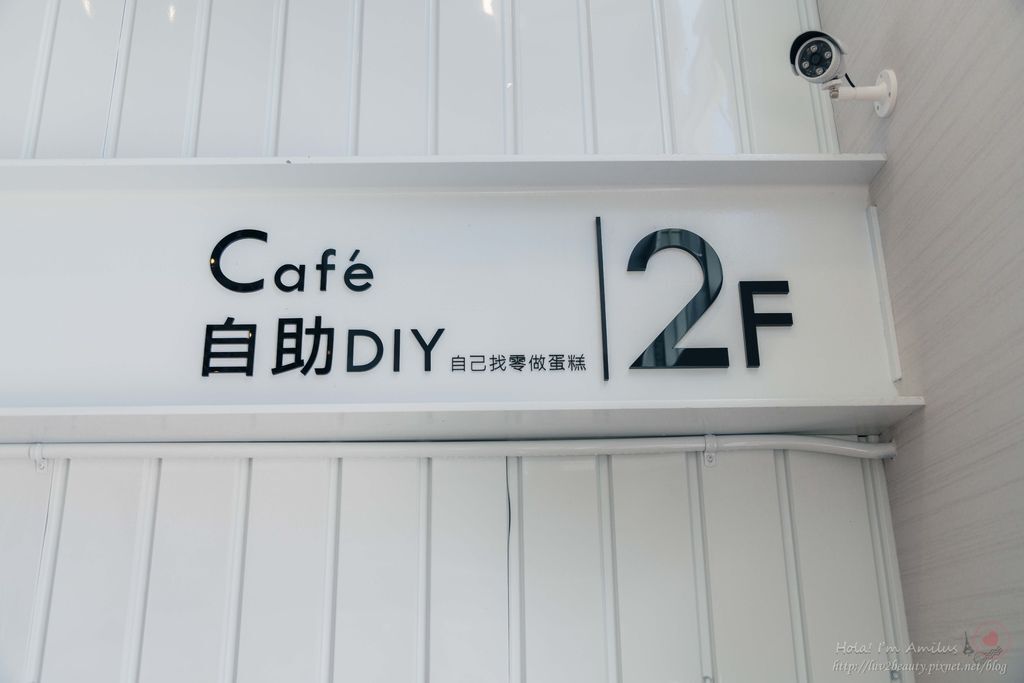 Café
自助DIY 自己找零做蛋糕
2F
Hola! I'm Amilus
http://luv2beauty.pixnet.net/blog